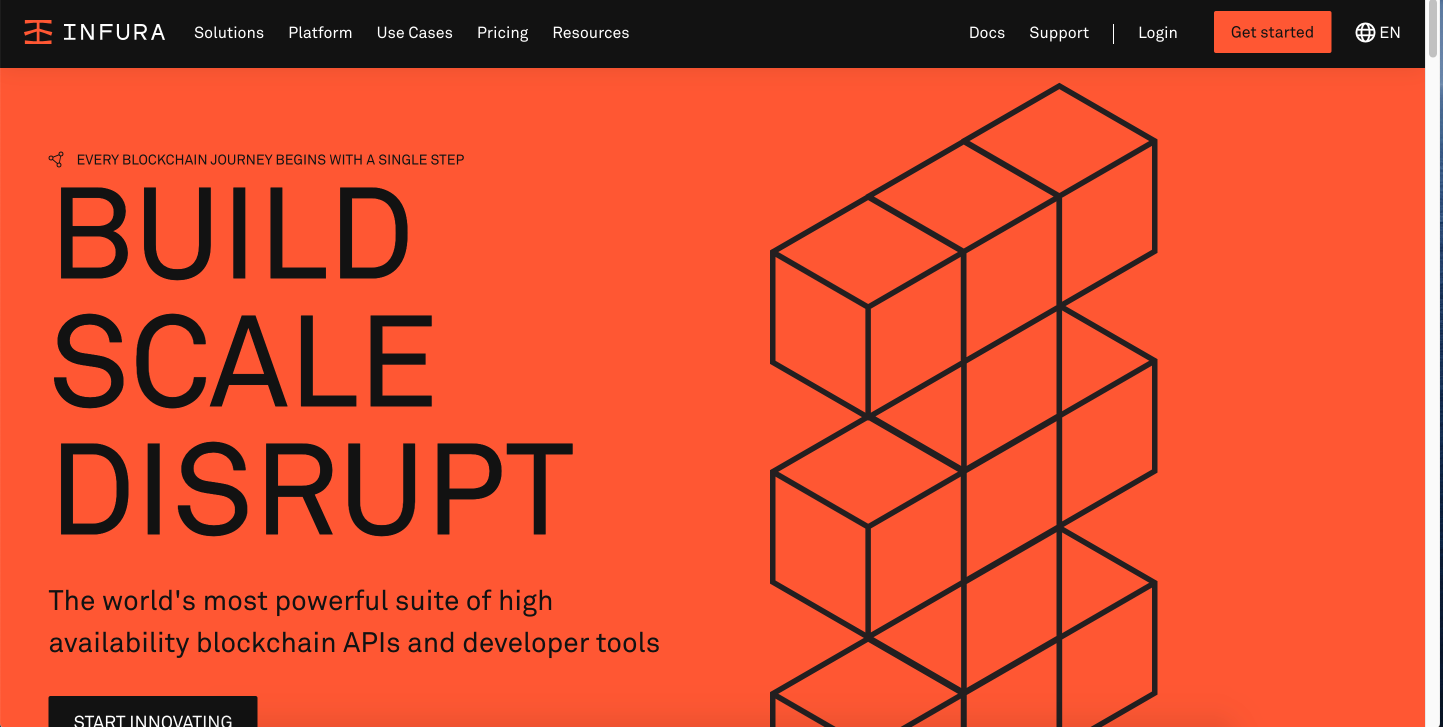 INFURA Solutions Platform Use Cases Pricing Resources Docs Support Login Get started EN
EVERY BLOCKCHAIN JOURNEY BEGINS WITH A SINGLE STEP
BUILD
SCALE
DISRUPT
The world's most powerful suite of high
availability blockchain APIs and developer tools
START INNOVATING